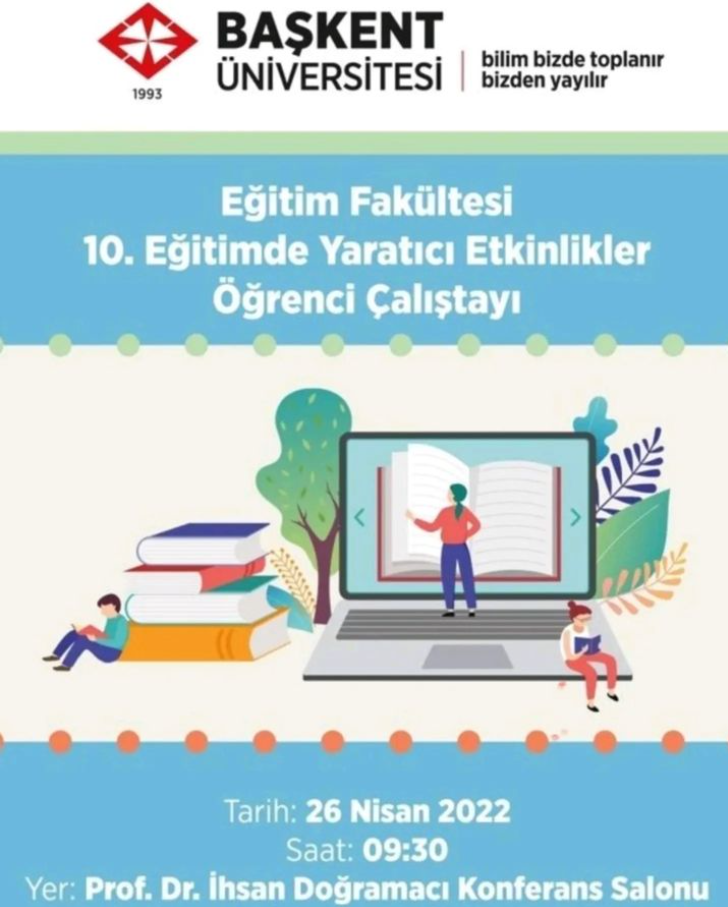 BAŞKENT
ÜNİVERSİTESİ
1993
bilim bizde toplanır
bizden yayılır
Eğitim Fakültesi
10. Eğitimde Yaratıcı Etkinlikler
Öğrenci Çalıştayı
Tarih: 26 Nisan 2022
Saat: 09:30
Yer: Prof. Dr. İhsan Doğramacı Konferans Salonu